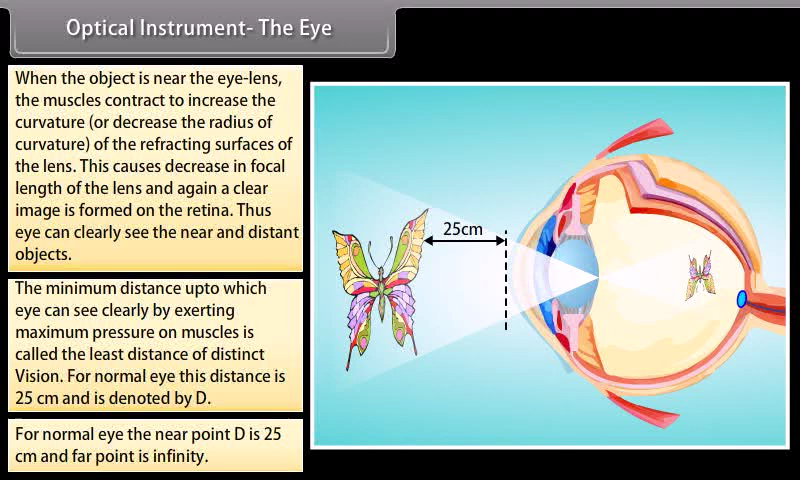 Optical Instrument- The Eye
When the object is near the eye-lens,
the muscles contract to increase the
curvature (or decrease the radius of
curvature) of the refracting surfaces of
the lens. This causes decrease in focal
length of the lens and again a clear
image is formed on the retina. Thus
eye can clearly see the near and distant
objects.
The minimum distance upto which
eye can see clearly by exerting
maximum pressure on muscles is
called the least distance of distinct
Vision. For normal eye this distance is
25 cm and is denoted by D.
For normal eye the near point D is 25
cm and far point is infinity.
25cm